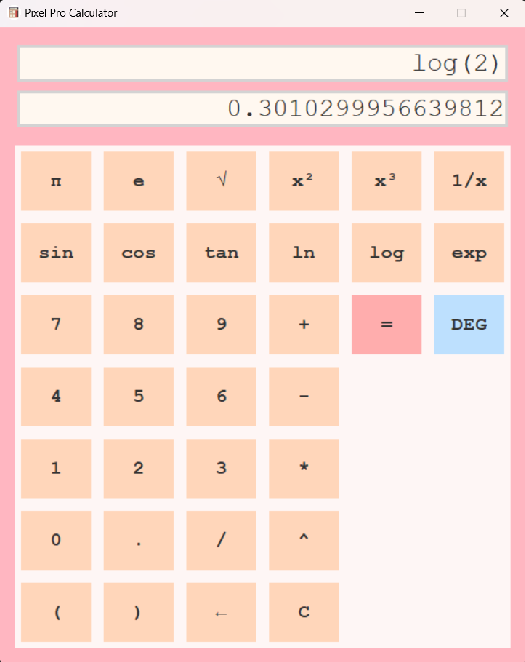 Pixel Pro Calculator
log(2)
0.3010299956639812
π e √ x² x³ 1/x
sin cos tan ln log exp
7 8 9 + = DEG
4 5 6 -
1 2 3 *
0 . / ^
( ) ← C